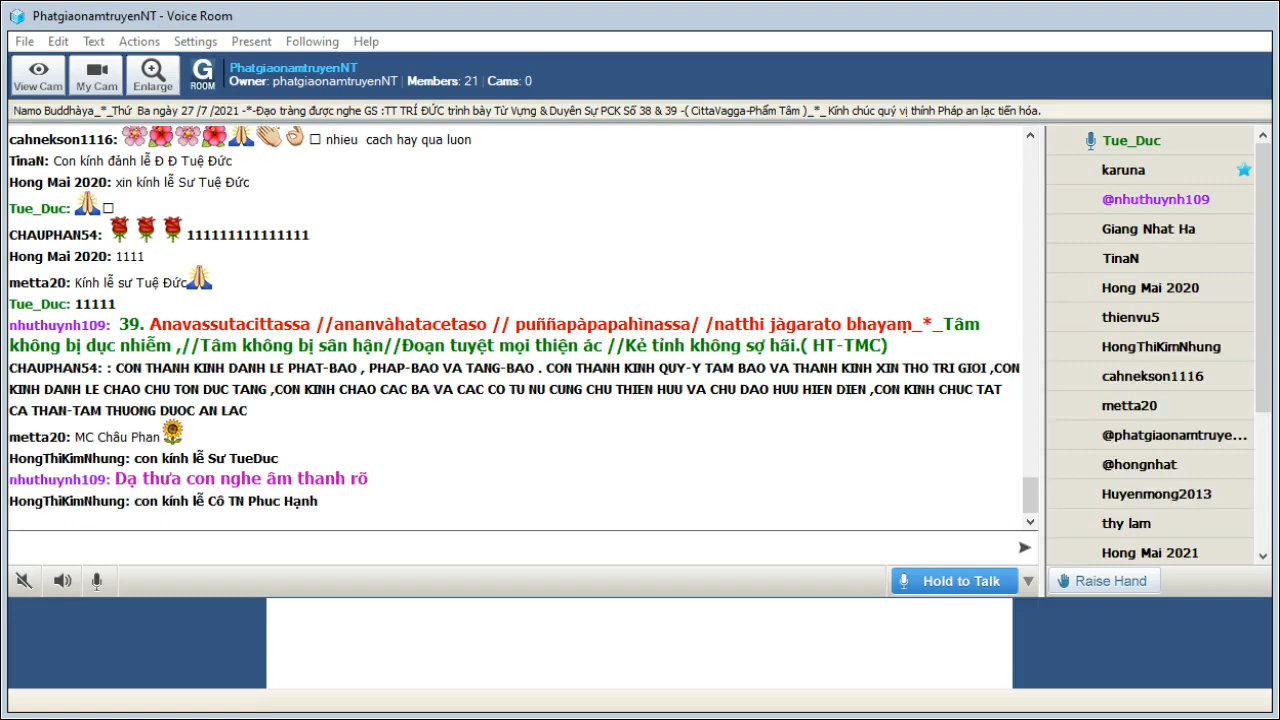 PhatgiaonamtruyenNT - Voice Room
File Edit Text Actions Settings Present Following Help
View Cam My Cam Enlarge G ROOM
PhatgiaonamtruyenNT
Owner: phatgiaonamtruyenNT | Members: 21 | Cams: 0
Namo Buddhàya_*_Thứ Ba ngày 27 /7 /2021 -*-Đạo tràng được nghe GS :TT TRÍ ĐỨC trình bày Từ Vựng & Duyên Sự PCK Số 38 & 39 -( CittaVagga-Phẩm Tâm )_*_ Kính chúc quý vị thính Pháp an lạc tiến hóa.
cahnekson1116: nhieu cach hay qua luon
TinaN: Con kính đảnh lễ Đ Đ Tuệ Đức
Hong Mai 2020: xin kính lễ Sư Tuệ Đức
Tue_Duc:
CHAUPHAN54: 111111111111111
Hong Mai 2020: 1111
metta20: Kính lễ sư Tuệ Đức
Tue_Duc: 11111
nhuthuynh109: 39. Anavassutacittassa //ananvàhatacetaso // puññapàpapahìnassa/ /natthi jàgarato bhayaṃ_*_Tâm
không bị dục nhiễm ,//Tâm không bị sân hận//Đoạn tuyệt mọi thiện ác //Kẻ tỉnh không sợ hãi.( HT-TMC)
CHAUPHAN54: : CON THANH KINH DANH LE PHAT-BAO , PHAP-BAO VA TANG-BAO . CON THANH KINH QUY-Y TAM BAO VA THANH KINH XIN THO TRI GIOI ,CON
KINH DANH LE CHAO CHU TON DUC TANG ,CON KINH CHAO CAC BA VA CAC CO TU NU CUNG CHU THIEN HUU VA CHU DAO HUU HIEN DIEN ,CON KINH CHUC TAT
CA THAN-TAM THUONG DUOC AN LAC
metta20: MC Châu Phan
HongThiKimNhung: con kính lễ Sư TueDuc
nhuthuynh109: Dạ thưa con nghe âm thanh rõ
HongThiKimNhung: con kính lễ Cô TN Phuc Hạnh
Tue_Duc
karuna
@nhuthuynh109
Giang Nhat Ha
TinaN
Hong Mai 2020
thienvu5
HongThiKimNhung
cahnekson1116
metta20
@phatgiaonamtruye...
@hongnhat
Huyenmong2013
thy lam
Hong Mai 2021
Hold to Talk
Raise Hand